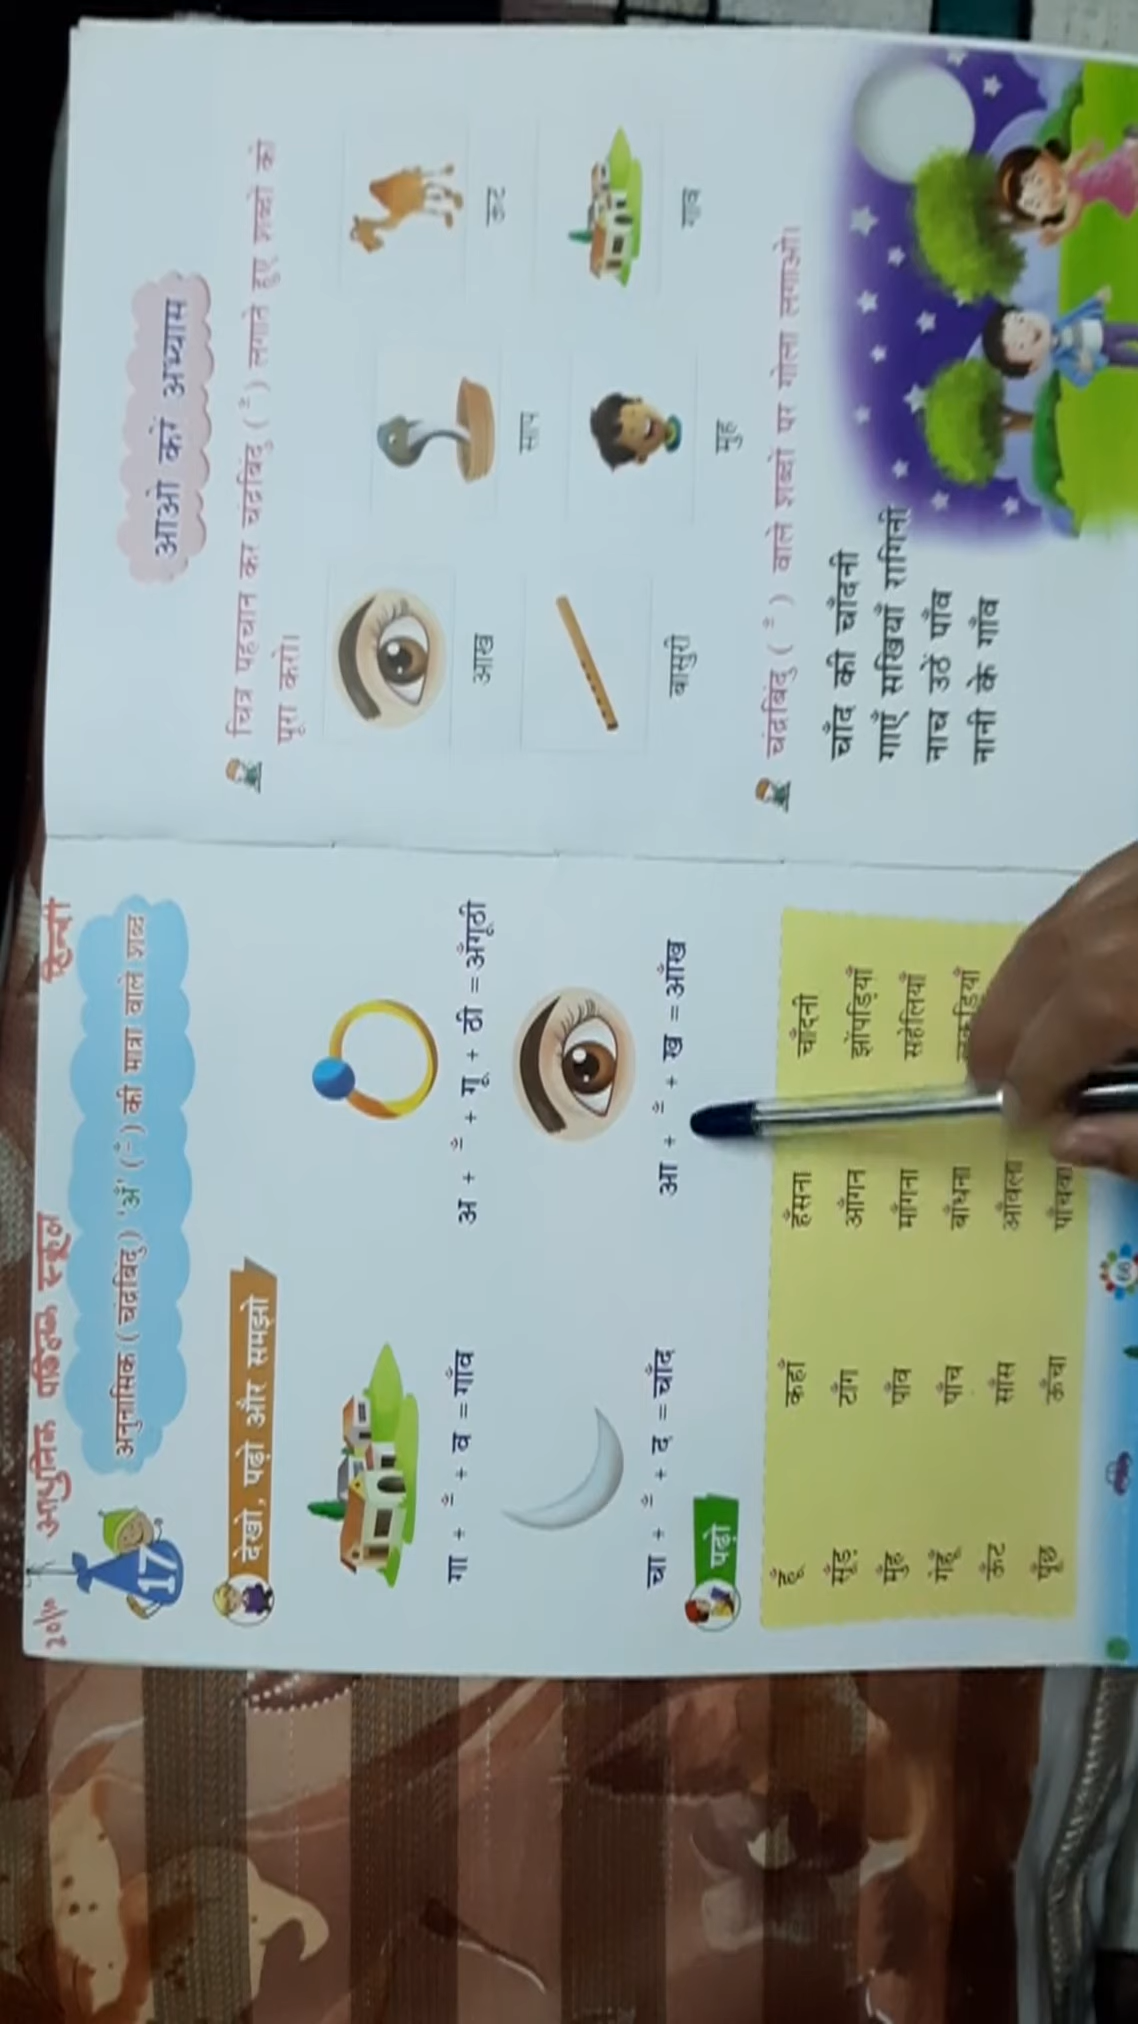 आधुनिक पब्लिक स्कूल
हिन्दी
17
अनुनासिक ( चंद्रबिंदु ) 'अँ' ( ँ ) की मात्रा वाले शब्द
देखो, पढ़ो और समझो
गा + ँ + व = गाँव
अ + ँ + गू + ठी = अँगूठी
चा + ँ + द = चाँद
आ + ँ + ख = आँख
पढ़ो
हूँ कहाँ हँसना चाँदनी
सूँड़ टाँग आँगन झोंपड़ियाँ
मुँह पाँव माँगना सहेलियाँ
गेहूँ पाँच बाँधना लकड़ियाँ
ऊँट साँस आँवला
पूँछ ऊँचा पाँचवा
66
आओ करें अभ्यास
चित्र पहचान कर चंद्रबिंदु ( ँ ) लगाते हुए शब्दों को
पूरा करो।
आख साप ऊट
बासुरी मुह गाव
चंद्रबिंदु ( ँ ) वाले शब्दों पर गोला लगाओ।
चाँद की चाँदनी
गाएँ सखियाँ रागिनी
नाच उठें पाँव
नानी के गाँव